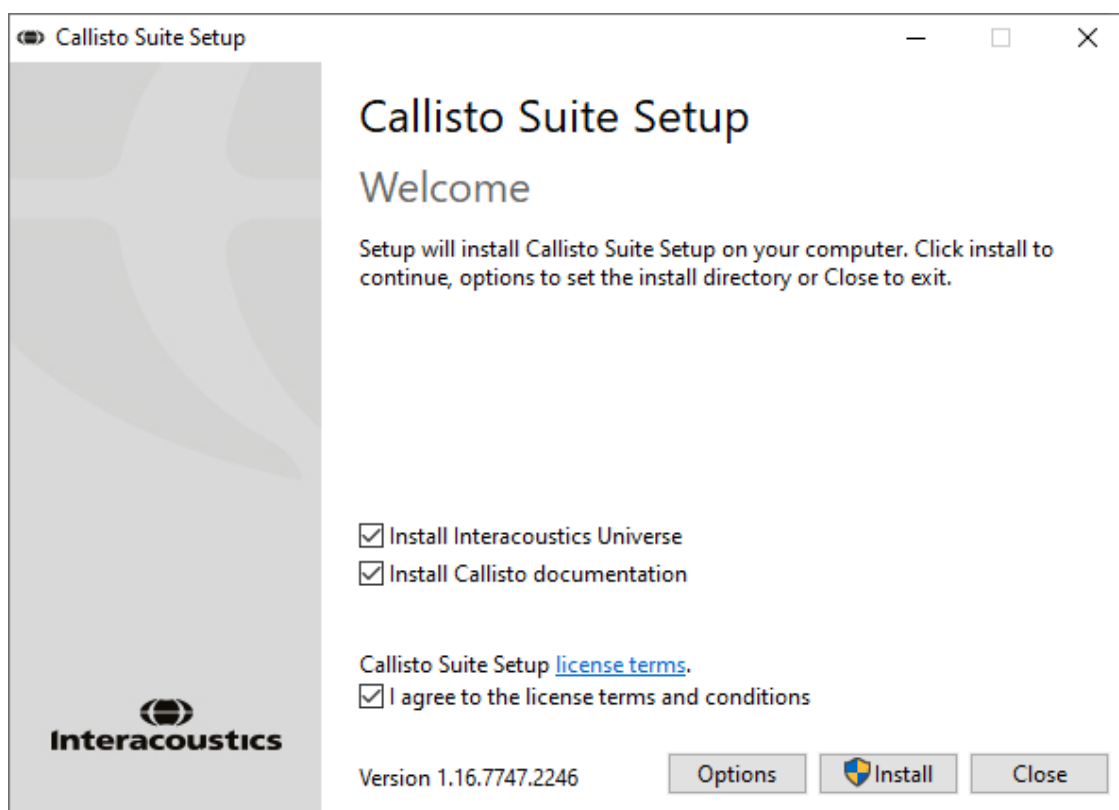 Callisto Suite Setup
Callisto Suite Setup
Welcome
Setup will install Callisto Suite Setup on your computer. Click install to
continue, options to set the install directory or Close to exit.
Install Interacoustics Universe
Install Callisto documentation
Callisto Suite Setup license terms.
I agree to the license terms and conditions
Interacoustics
Version 1.16.7747.2246
Options
Install
Close